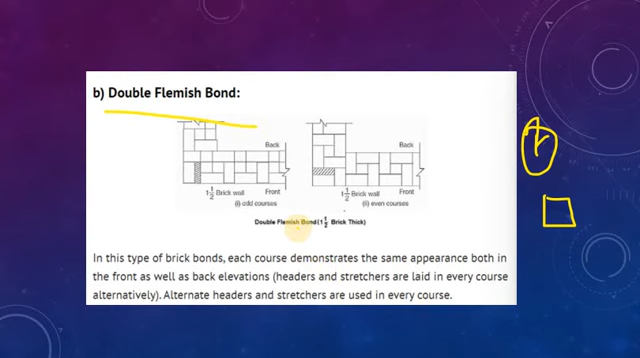 b) Double Flemish Bond:
Back
Back
1 1/2 Brick wall Front
1 1/2 Brick wall Front
(i) odd courses
(ii) even courses
Double Flemish Bond (1 1/2 Brick Thick)
In this type of brick bonds, each course demonstrates the same appearance both in
the front as well as back elevations (headers and stretchers are laid in every course
alternatively). Alternate headers and stretchers are used in every course.